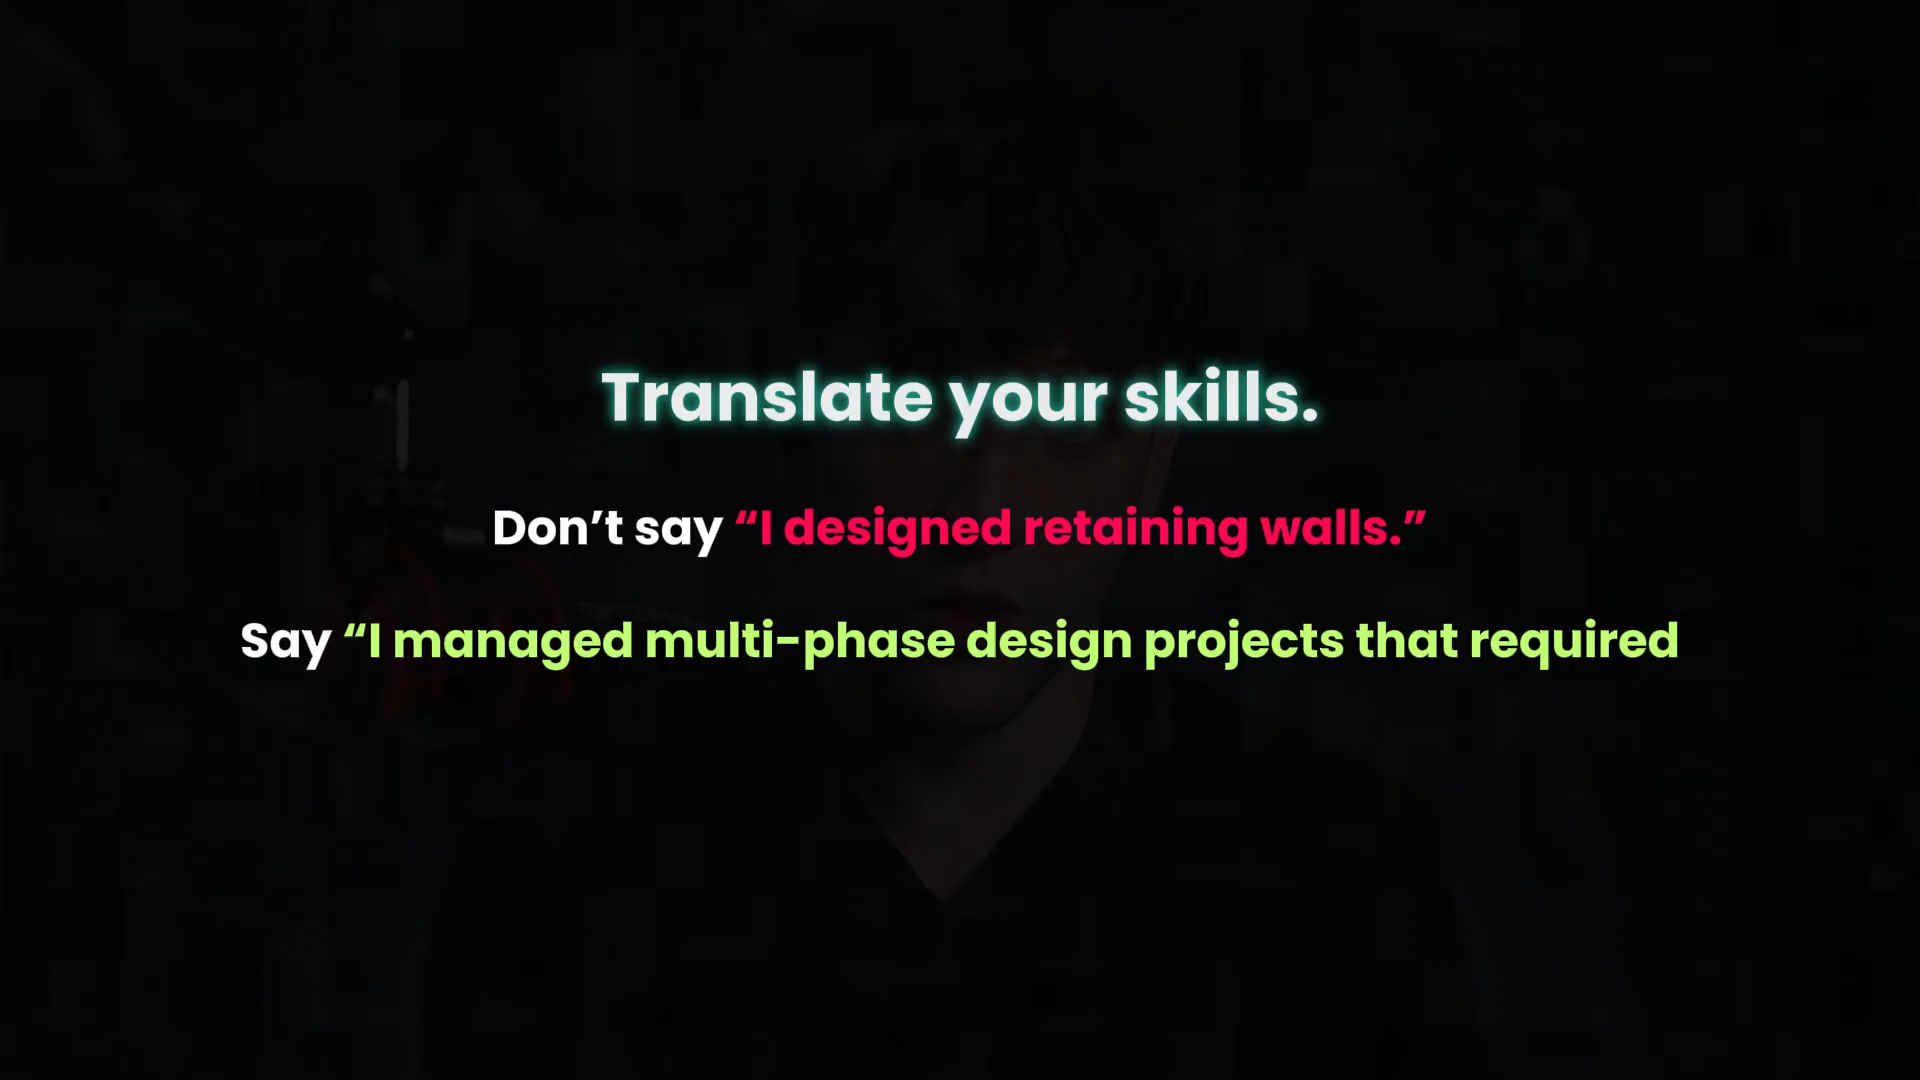 Translate your skills.
Don’t say “I designed retaining walls.”
Say “I managed multi-phase design projects that required